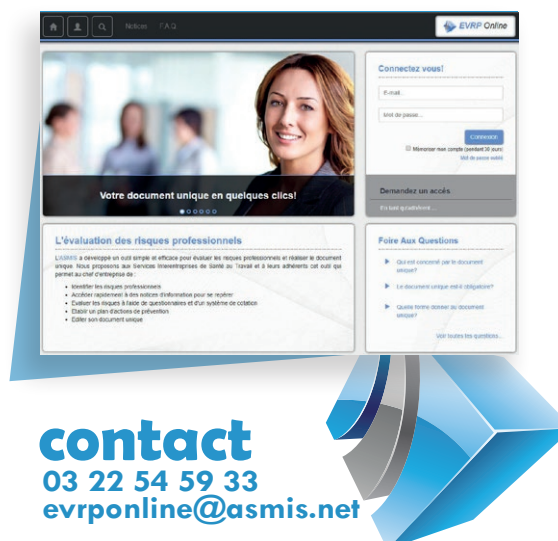 Notices F.A.Q.
EVRP Online
Votre document unique en quelques clics!
Connectez vous!
E-mail...
Mot de passe...
Connexion
Mémoriser mon compte (pendant 30 jours)
Mot de passe oublié
Demandez un accès
En tant qu'adhérent ...
L'évaluation des risques professionnels
L'ASMIS a développé un outil simple et efficace pour évaluer les risques professionnels et réaliser le document
unique. Nous proposons aux Services Interentreprises de Santé au Travail et à leurs adhérents cet outil qui
permet au chef d'entreprise de :
Identifier les risques professionnels
Accéder rapidement à des notices d'information pour se repérer
Evaluer les risques à l'aide de questionnaires et d'un système de cotation
Etablir un plan d'actions de prévention
Editer son document unique
Foire Aux Questions
Qui est concerné par le document
unique?
Le document unique est-il obligatoire?
Quelle forme donner au document
unique?
Voir toutes les questions...
contact
03 22 54 59 33
evrponline@asmis.net